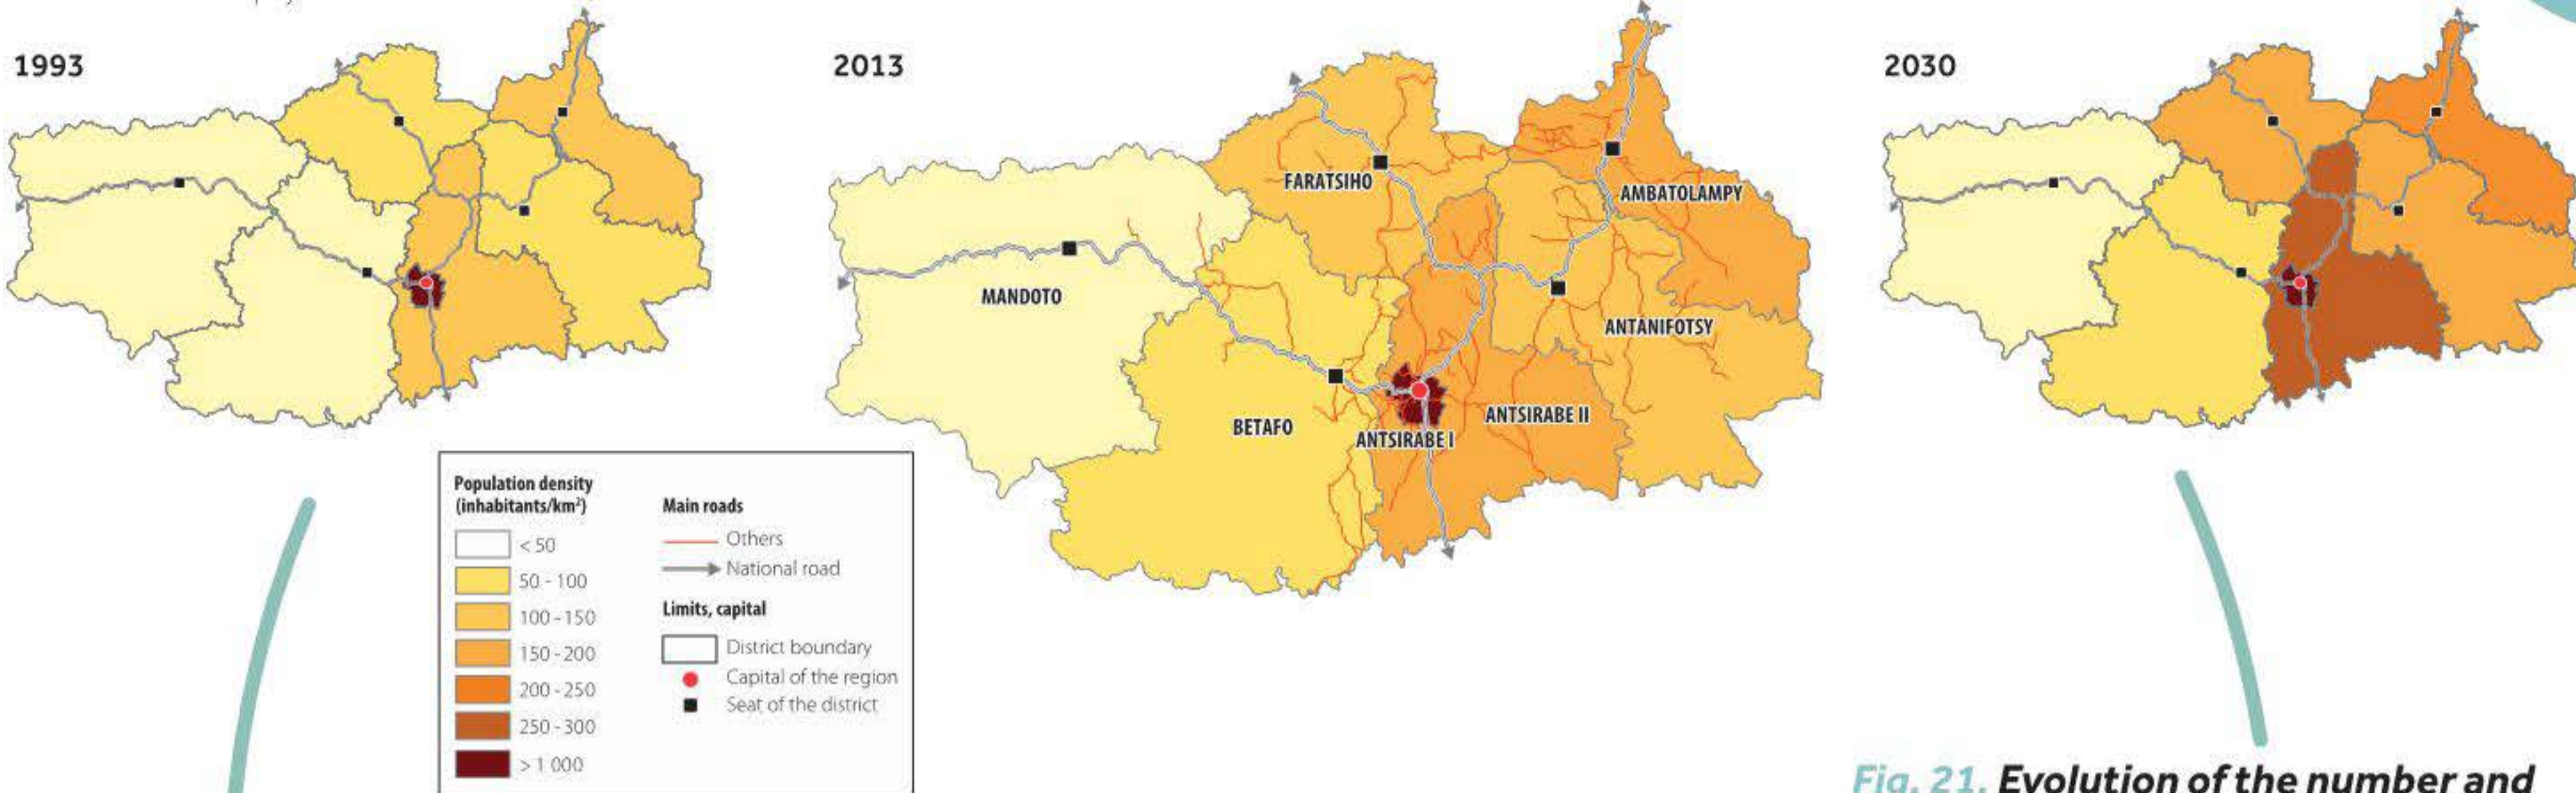 1993
2013
2030
FARATSIHO
AMBATOLAMPY
MANDOTO
ANTANIFOTSY
BETAFO
ANTSIRABE I
ANTSIRABE II
Population density
(inhabitants/km²)
< 50
50 - 100
100 - 150
150 - 200
200 - 250
250 - 300
> 1 000
Main roads
Others
National road
Limits, capital
District boundary
Capital of the region
Seat of the district
Fig. 21. Evolution of the number and